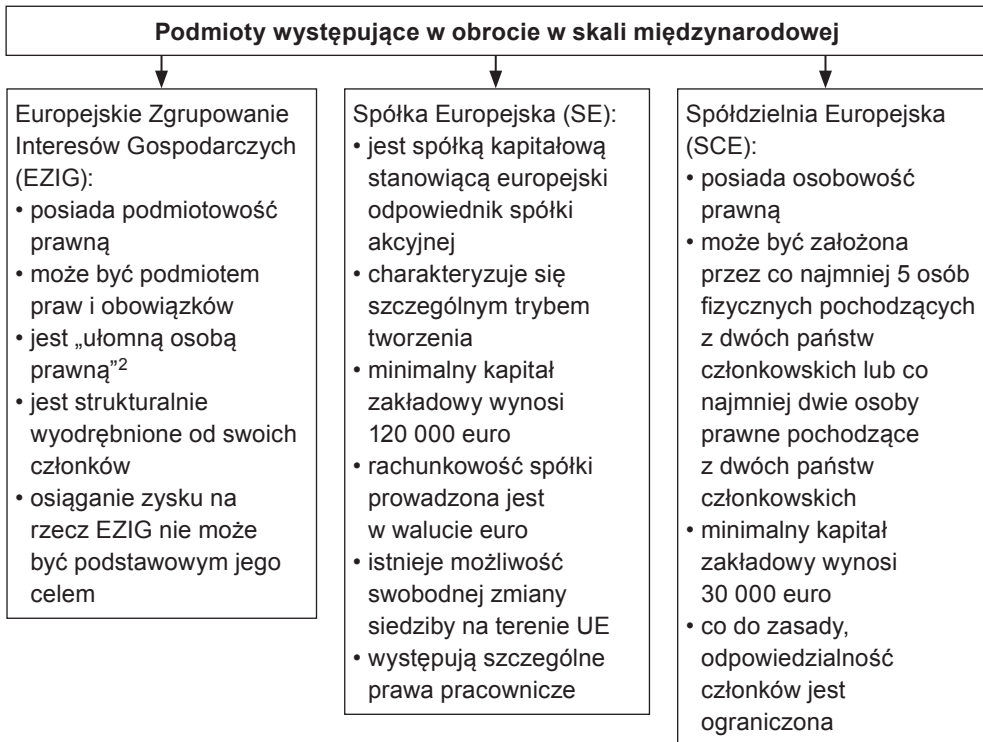 Podmioty występujące w obrocie w skali międzynarodowej
Europejskie Zgrupowanie
Interesów Gospodarczych
(EZIG):
• posiada podmiotowość
prawną
• może być podmiotem
praw i obowiązków
• jest „ułomną osobą
prawną”2
• jest strukturalnie
wyodrębnione od swoich
członków
• osiąganie zysku na
rzecz EZIG nie może
być podstawowym jego
celem
Spółka Europejska (SE):
• jest spółką kapitałową
stanowiącą europejski
odpowiednik spółki
akcyjnej
• charakteryzuje się
szczególnym trybem
tworzenia
• minimalny kapitał
zakładowy wynosi
120 000 euro
• rachunkowość spółki
prowadzona jest
w walucie euro
• istnieje możliwość
swobodnej zmiany
siedziby na terenie UE
• występują szczególne
prawa pracownicze
Spółdzielnia Europejska
(SCE):
• posiada osobowość
prawną
• może być założona
przez co najmniej 5 osób
fizycznych pochodzących
z dwóch państw
członkowskich lub co
najmniej dwie osoby
prawne pochodzące
z dwóch państw
członkowskich
• minimalny kapitał
zakładowy wynosi
30 000 euro
• co do zasady,
odpowiedzialność
członków jest
ograniczona